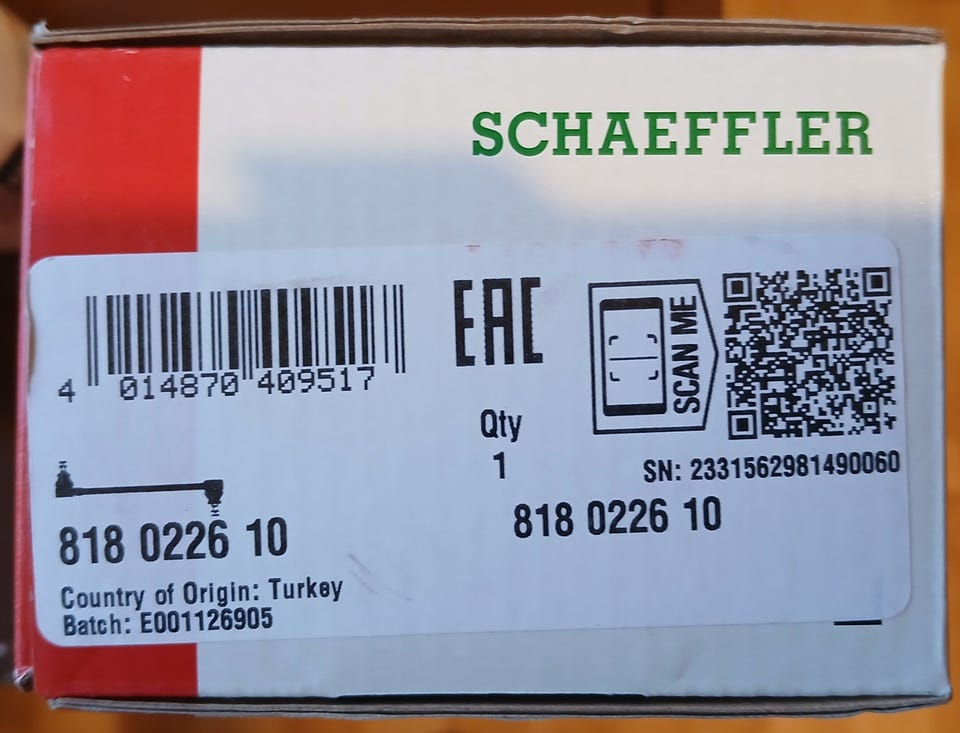 SCHAEFFLER
4 014870 409517
EAC
SCAN ME
Qty
1
SN: 2331562981490060
818 0226 10
818 0226 10
Country of Origin: Turkey
Batch: E001126905